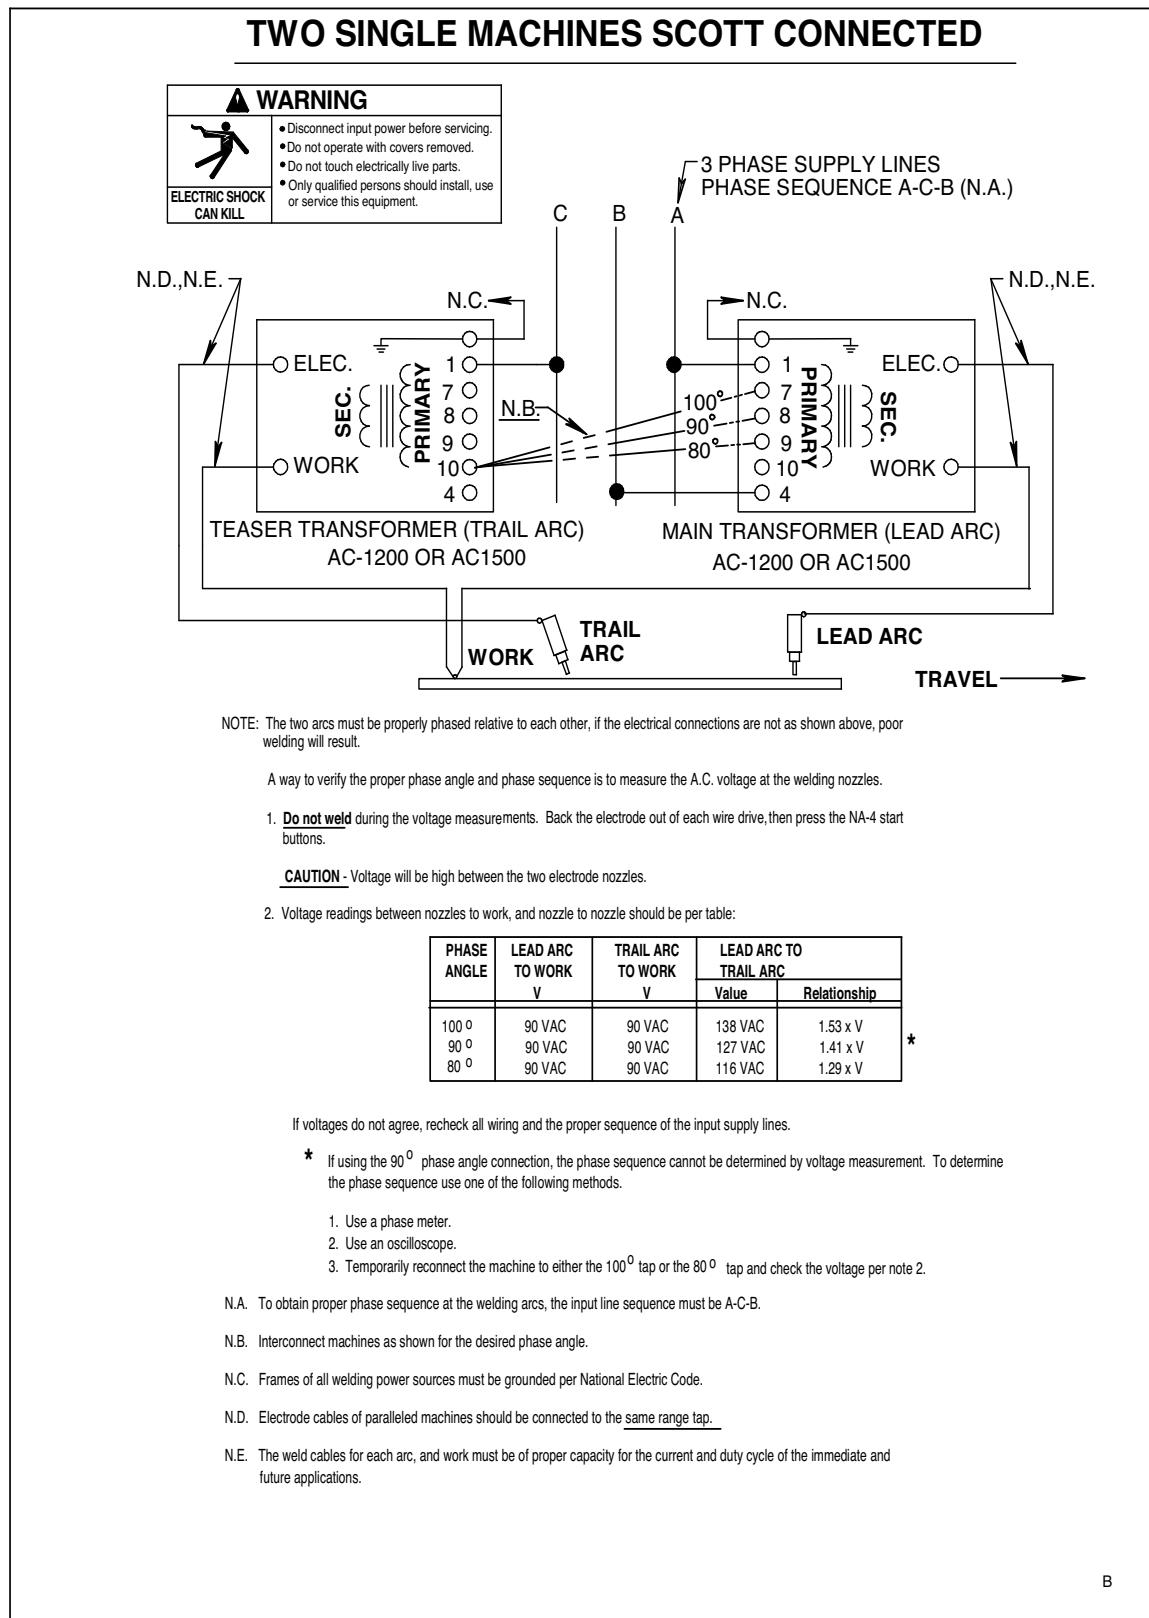 TWO SINGLE MACHINES SCOTT CONNECTED
WARNING
• Disconnect input power before servicing.
• Do not operate with covers removed.
• Do not touch electrically live parts.
• Only qualified persons should install, use
or service this equipment.
ELECTRIC SHOCK
CAN KILL
3 PHASE SUPPLY LINES
PHASE SEQUENCE A-C-B (N.A.)
C B A
N.D.,N.E.
N.C.
N.C.
N.D.,N.E.
ELEC.
WORK
SEC.
PRIMARY
1
7
8
9
10
4
N.B.
100°
90°
80°
1
7
8
9
10
4
PRIMARY
SEC.
ELEC.
WORK
TEASER TRANSFORMER (TRAIL ARC)
AC-1200 OR AC1500
MAIN TRANSFORMER (LEAD ARC)
AC-1200 OR AC1500
TRAIL
ARC
LEAD ARC
WORK
TRAVEL
NOTE: The two arcs must be properly phased relative to each other, if the electrical connections are not as shown above, poor
welding will result.
A way to verify the proper phase angle and phase sequence is to measure the A.C. voltage at the welding nozzles.
1. Do not weld during the voltage measurements. Back the electrode out of each wire drive, then press the NA-4 start
buttons.
CAUTION - Voltage will be high between the two electrode nozzles.
2. Voltage readings between nozzles to work, and nozzle to nozzle should be per table:
PHASE LEAD ARC TRAIL ARC LEAD ARC TO
ANGLE TO WORK TO WORK TRAIL ARC
V V Value Relationship
100 o 90 VAC 90 VAC 138 VAC 1.53 x V
90 o 90 VAC 90 VAC 127 VAC 1.41 x V *
80 o 90 VAC 90 VAC 116 VAC 1.29 x V
If voltages do not agree, recheck all wiring and the proper sequence of the input supply lines.
* If using the 90 o phase angle connection, the phase sequence cannot be determined by voltage measurement. To determine
the phase sequence use one of the following methods.
1. Use a phase meter.
2. Use an oscilloscope.
3. Temporarily reconnect the machine to either the 100 o tap or the 80 o tap and check the voltage per note 2.
N.A. To obtain proper phase sequence at the welding arcs, the input line sequence must be A-C-B.
N.B. Interconnect machines as shown for the desired phase angle.
N.C. Frames of all welding power sources must be grounded per National Electric Code.
N.D. Electrode cables of paralleled machines should be connected to the same range tap.
N.E. The weld cables for each arc, and work must be of proper capacity for the current and duty cycle of the immediate and
future applications.
B